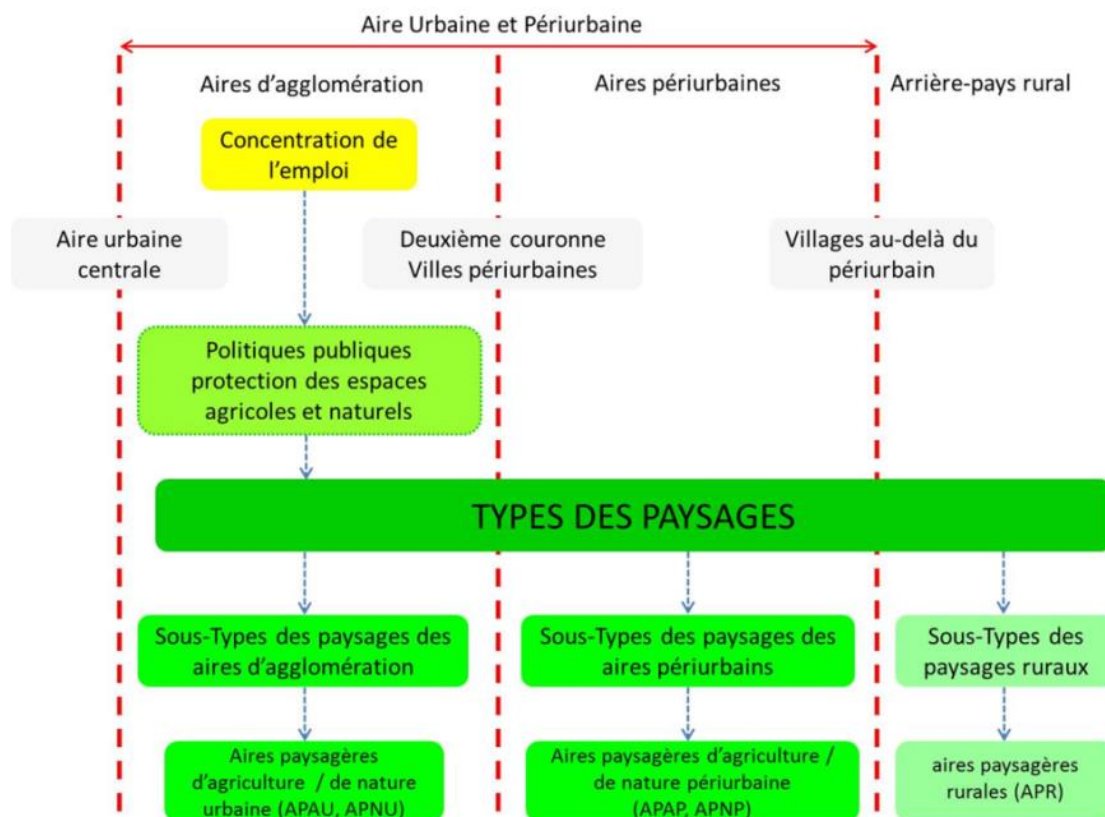 Aire Urbaine et Périurbaine
Aires d'agglomération
Aires périurbaines
Arrière-pays rural
Concentration de
l'emploi
Aire urbaine
centrale
Deuxième couronne
Villes périurbaines
Villages au-delà du
périurbain
Politiques publiques
protection des espaces
agricoles et naturels
TYPES DES PAYSAGES
Sous-Types des paysages des
aires d'agglomération
Sous-Types des paysages des
aires périurbains
Sous-Types des
paysages ruraux
Aires paysagères
d'agriculture / de nature
urbaine (APAU, APNU)
Aires paysagères d'agriculture /
de nature périurbaine
(APAP, APNP)
aires paysagères
rurales (APR)